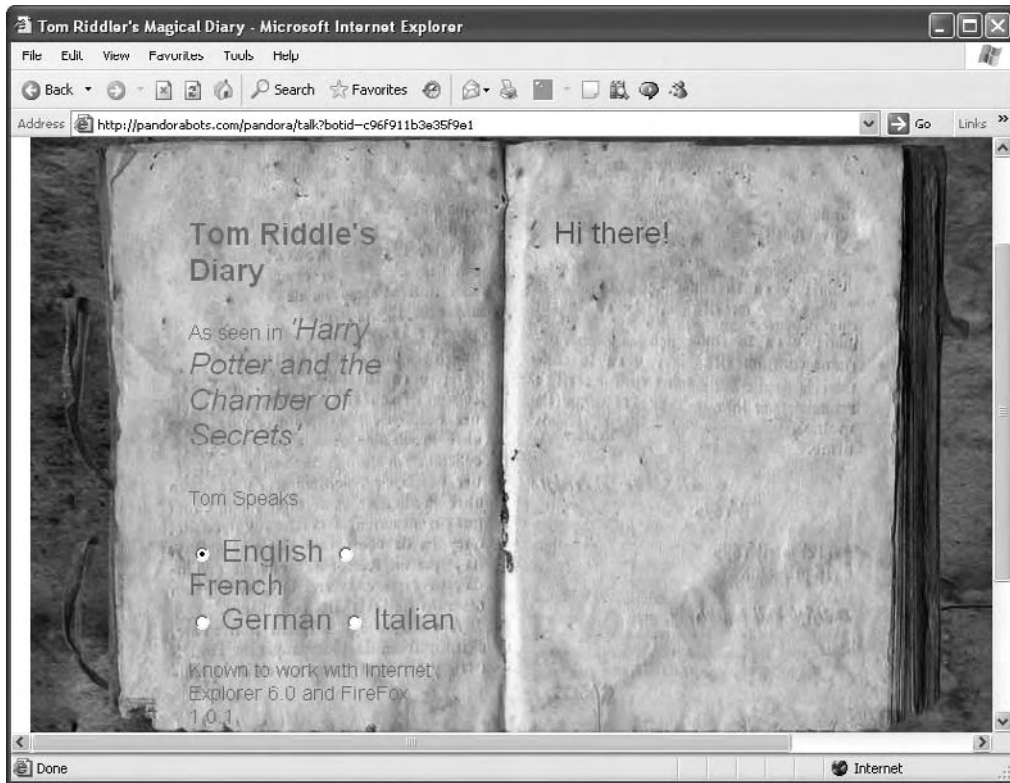 Tom Riddler's Magical Diary - Microsoft Internet Explorer
File Edit View Favorites Tools Help
Back Search Favorites
Address http://pandorabots.com/pandora/talk?botid=c96f911b3e35f9e1 Go Links »
Tom Riddle's
Diary
As seen in 'Harry
Potter and the
Chamber of
Secrets'
Tom Speaks
English
French
German Italian
Known to work with Internet
Explorer 6.0 and FireFox
1.0.1.
Hi there!
Done Internet